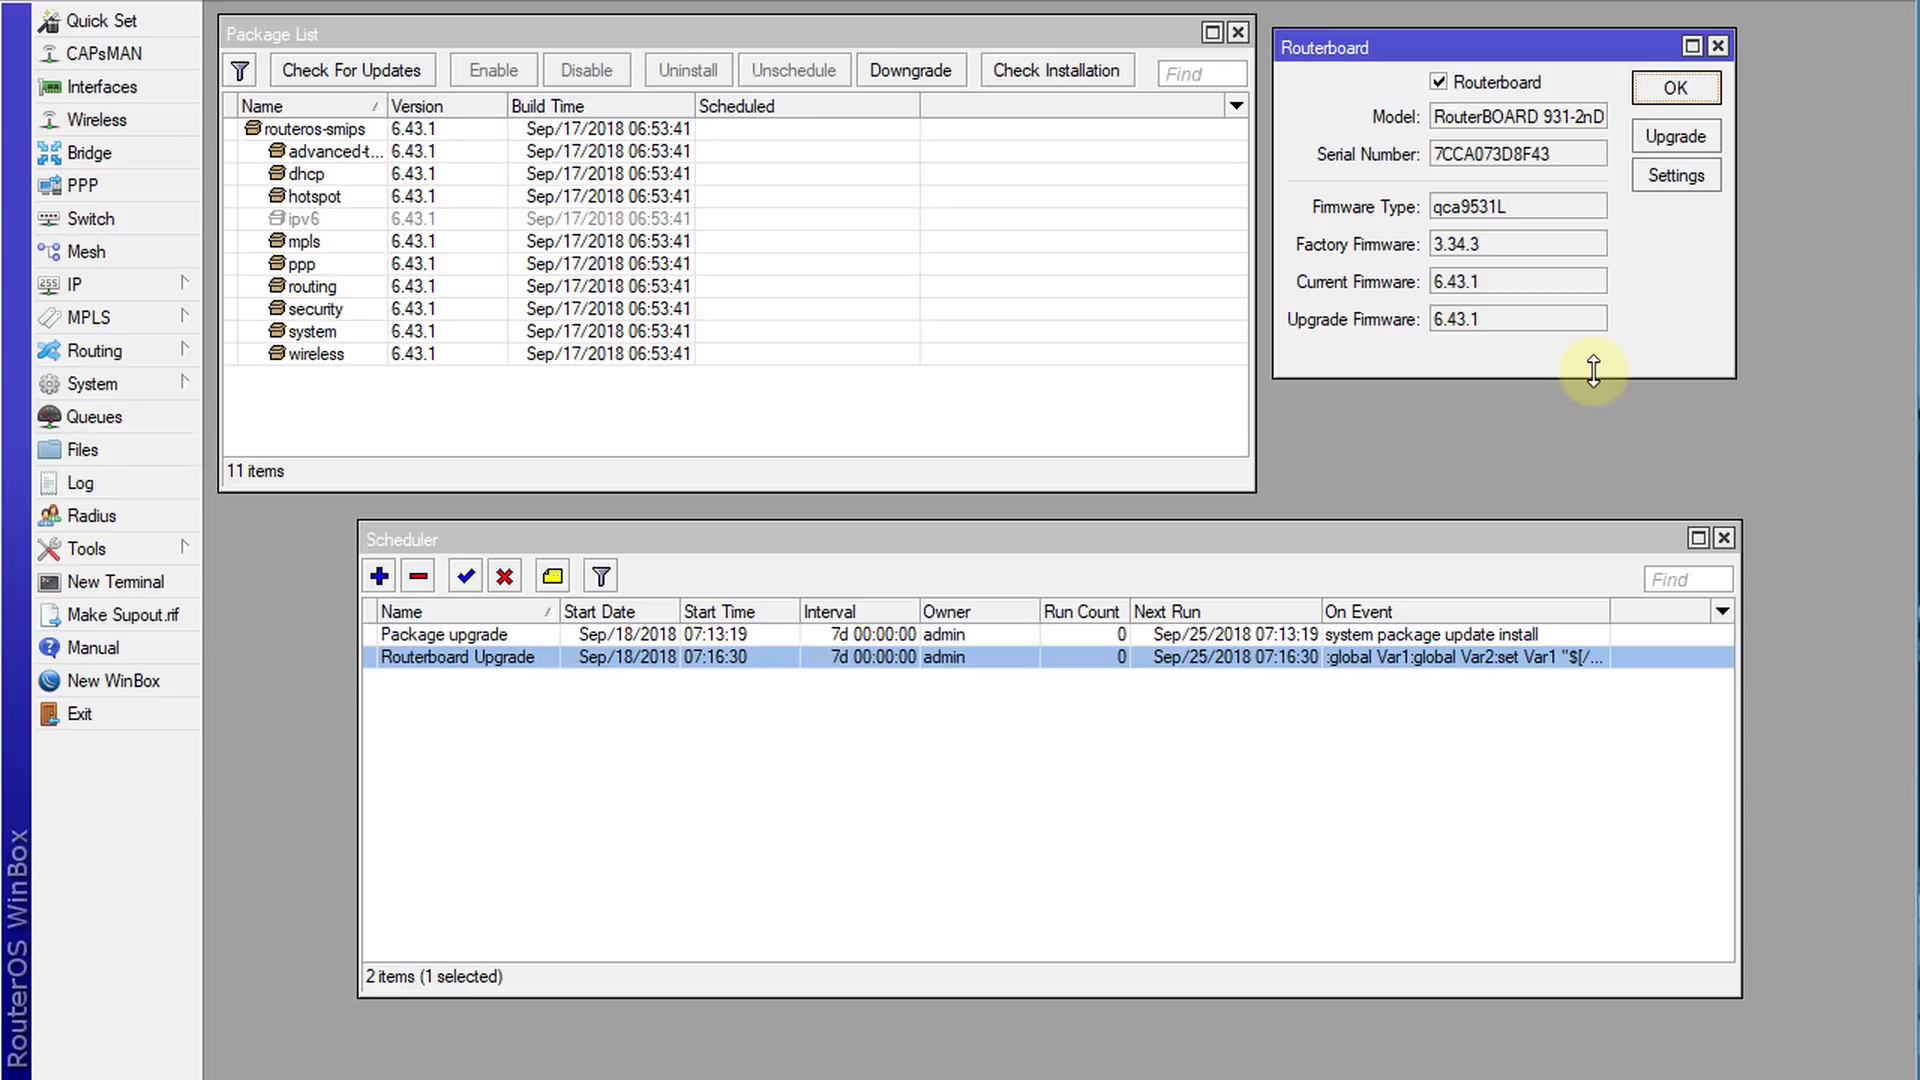 Quick Set
CAPsMAN
Interfaces
Wireless
Bridge
PPP
Switch
Mesh
IP
MPLS
Routing
System
Queues
Files
Log
Radius
Tools
New Terminal
Make Supout.rif
Manual
New WinBox
Exit
RouterOS WinBox
Package List
Check For Updates Enable Disable Uninstall Unschedule Downgrade Check Installation Find
Name / Version Build Time Scheduled
routeros-smips 6.43.1 Sep/17/2018 06:53:41
advanced-t... 6.43.1 Sep/17/2018 06:53:41
dhcp 6.43.1 Sep/17/2018 06:53:41
hotspot 6.43.1 Sep/17/2018 06:53:41
ipv6 6.43.1 Sep/17/2018 06:53:41
mpls 6.43.1 Sep/17/2018 06:53:41
ppp 6.43.1 Sep/17/2018 06:53:41
routing 6.43.1 Sep/17/2018 06:53:41
security 6.43.1 Sep/17/2018 06:53:41
system 6.43.1 Sep/17/2018 06:53:41
wireless 6.43.1 Sep/17/2018 06:53:41
11 items
Routerboard
Routerboard OK
Model: RouterBOARD 931-2nD
Upgrade
Serial Number: 7CCA073D8F43
Settings
Firmware Type: qca9531L
Factory Firmware: 3.34.3
Current Firmware: 6.43.1
Upgrade Firmware: 6.43.1
Scheduler
Find
Name / Start Date Start Time Interval Owner Run Count Next Run On Event
Package upgrade Sep/18/2018 07:13:19 7d 00:00:00 admin 0 Sep/25/2018 07:13:19 system package update install
Routerboard Upgrade Sep/18/2018 07:16:30 7d 00:00:00 admin 0 Sep/25/2018 07:16:30 :global Var1:global Var2:set Var1 "$[/...
2 items (1 selected)